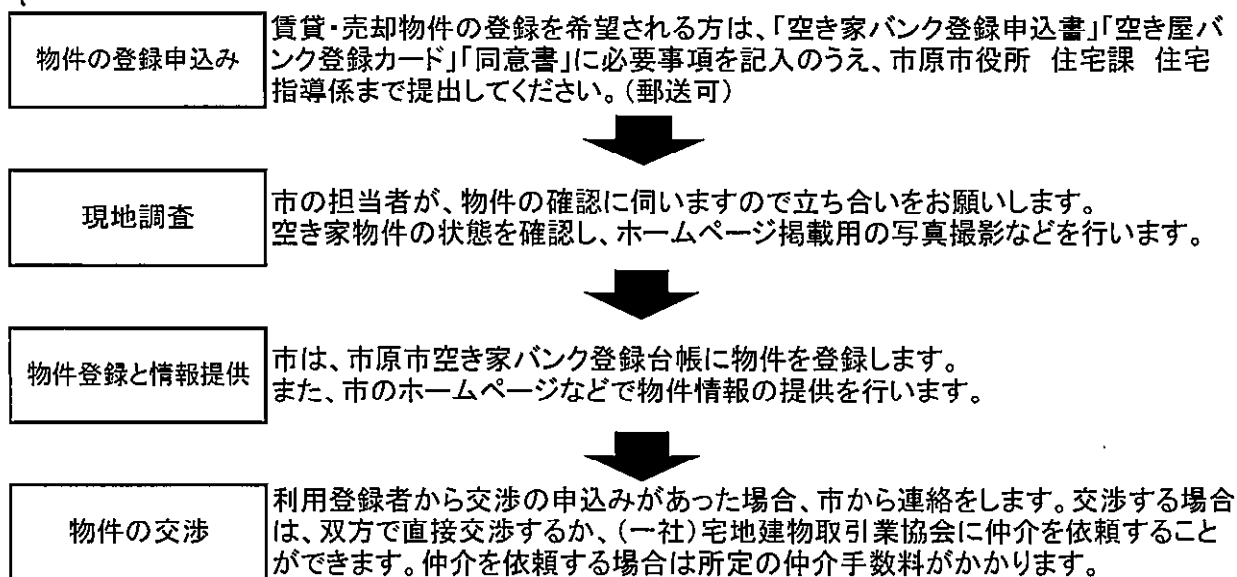 物件の登録申込み
賃貸・売却物件の登録を希望される方は、「空き家バンク登録申込書」「空き屋バ
ンク登録カード」「同意書」に必要事項を記入のうえ、市原市役所 住宅課 住宅
指導係まで提出してください。(郵送可)
現地調査
市の担当者が、物件の確認に伺いますので立ち合いをお願いします。
空き家物件の状態を確認し、ホームページ掲載用の写真撮影などを行います。
物件登録と情報提供
市は、市原市空き家バンク登録台帳に物件を登録します。
また、市のホームページなどで物件情報の提供を行います。
物件の交渉
利用登録者から交渉の申込みがあった場合、市から連絡をします。交渉する場合
は、双方で直接交渉するか、(一社)宅地建物取引業協会に仲介を依頼すること
ができます。仲介を依頼する場合は所定の仲介手数料がかかります。